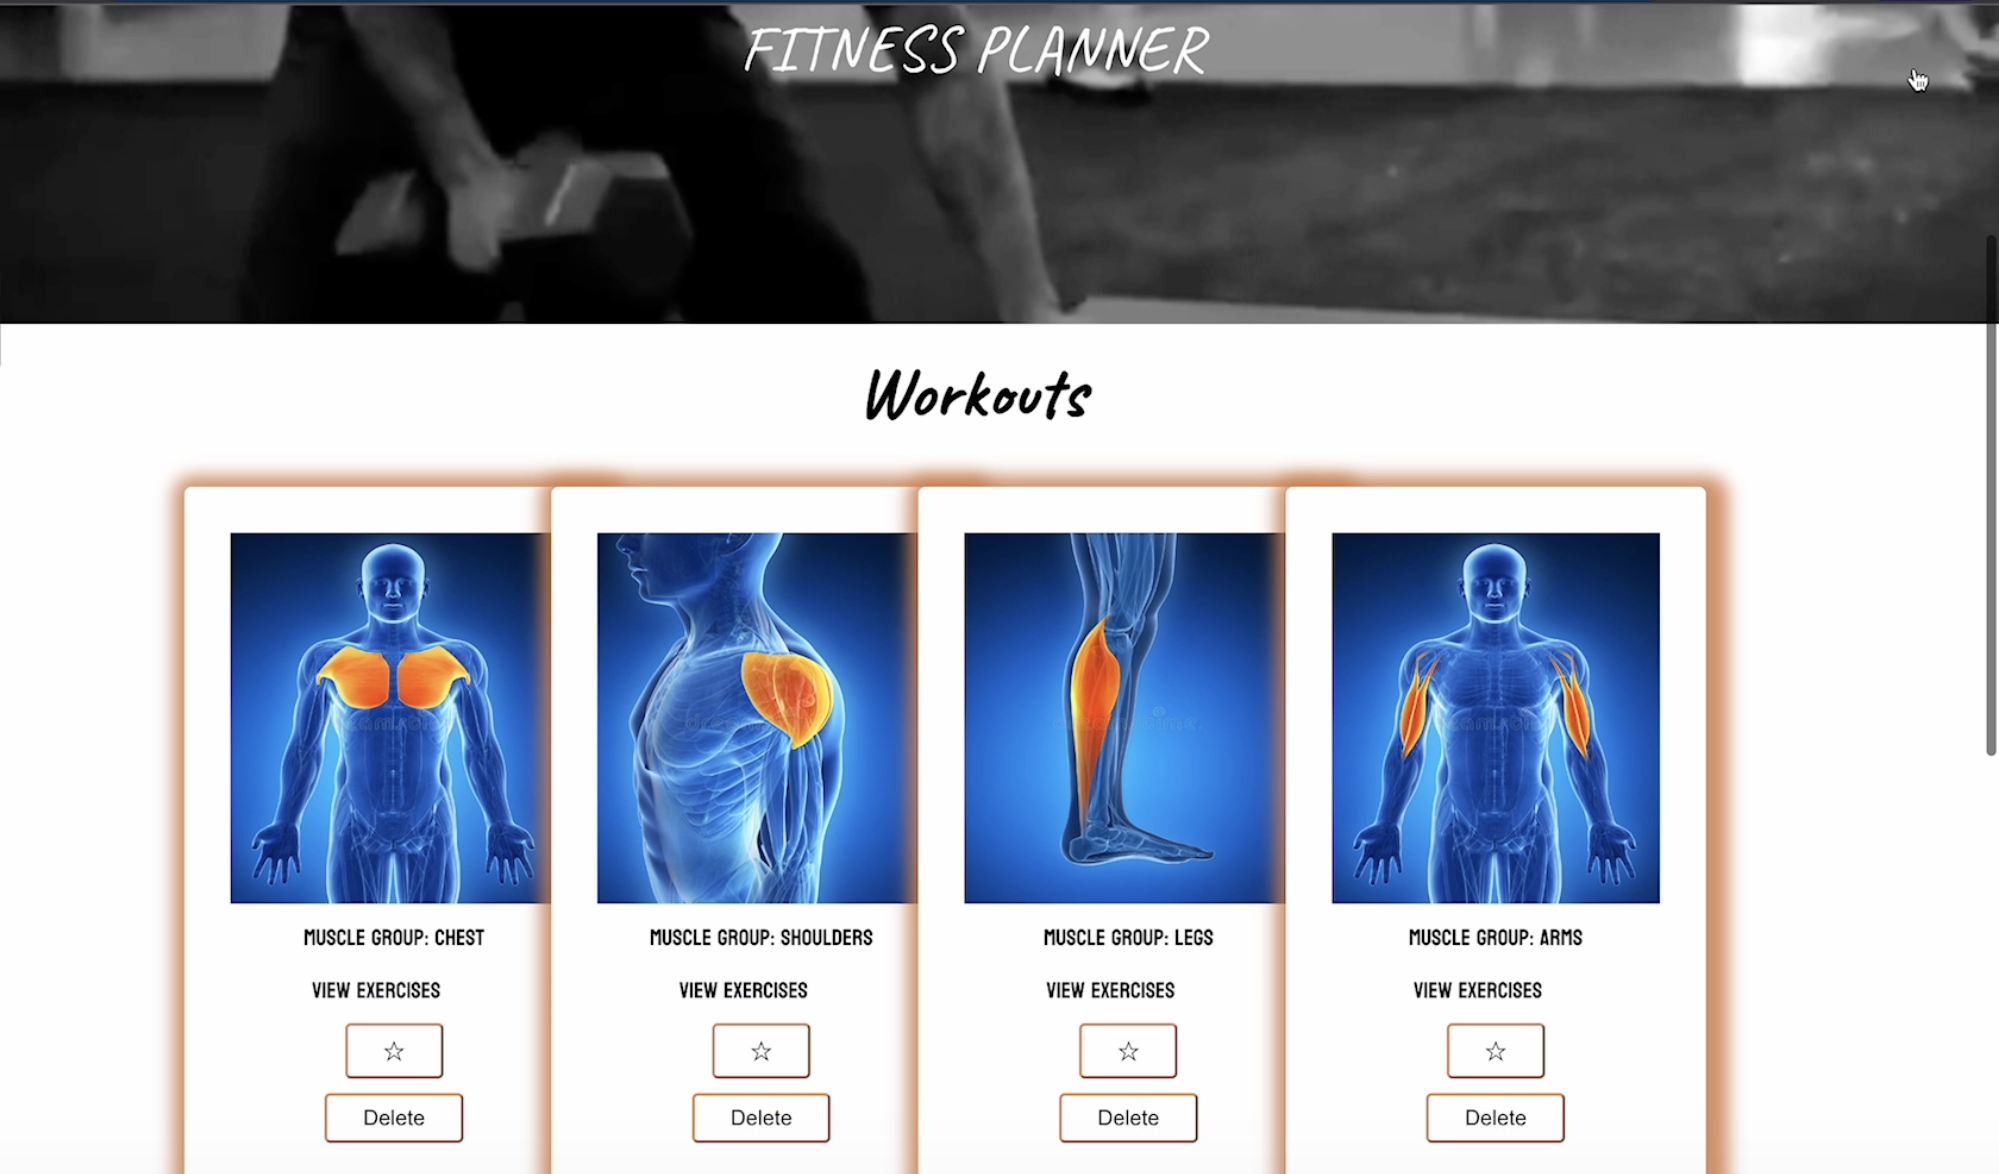 FITNESS PLANNER
Workouts
MUSCLE GROUP: CHEST
VIEW EXERCISES
☆
Delete
MUSCLE GROUP: SHOULDERS
VIEW EXERCISES
☆
Delete
MUSCLE GROUP: LEGS
VIEW EXERCISES
☆
Delete
MUSCLE GROUP: ARMS
VIEW EXERCISES
☆
Delete